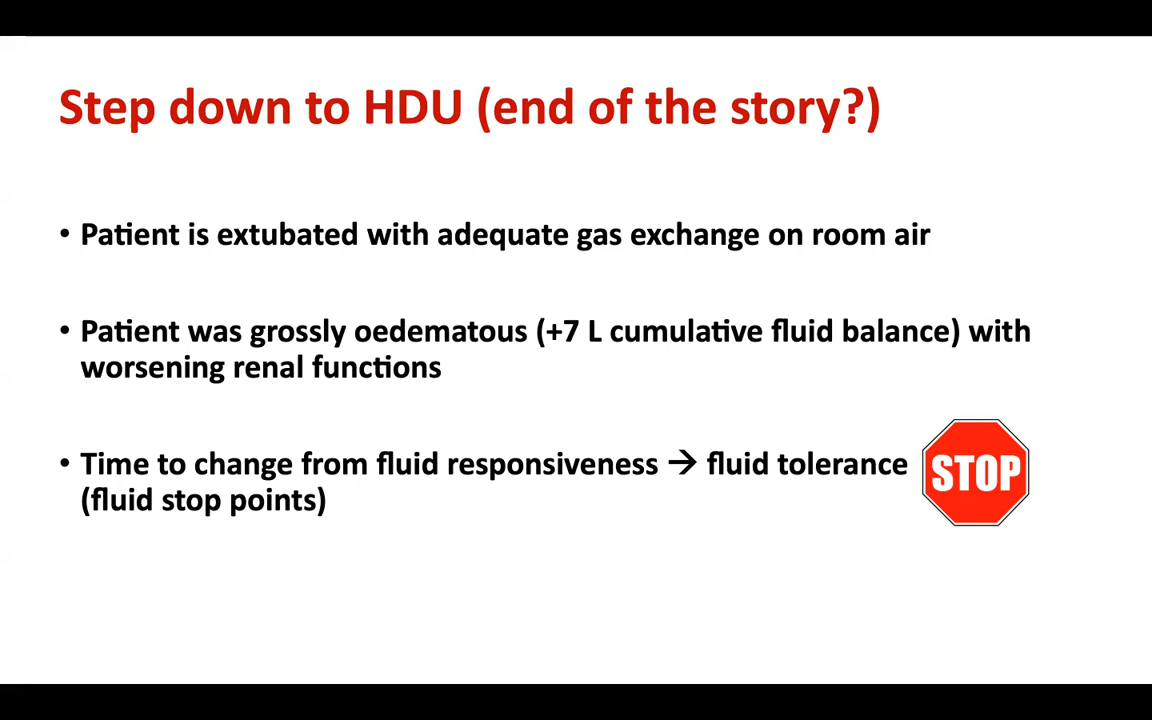 Step down to HDU (end of the story?)
• Patient is extubated with adequate gas exchange on room air
• Patient was grossly oedematous (+7 L cumulative fluid balance) with
worsening renal functions
• Time to change from fluid responsiveness → fluid tolerance
(fluid stop points)
STOP